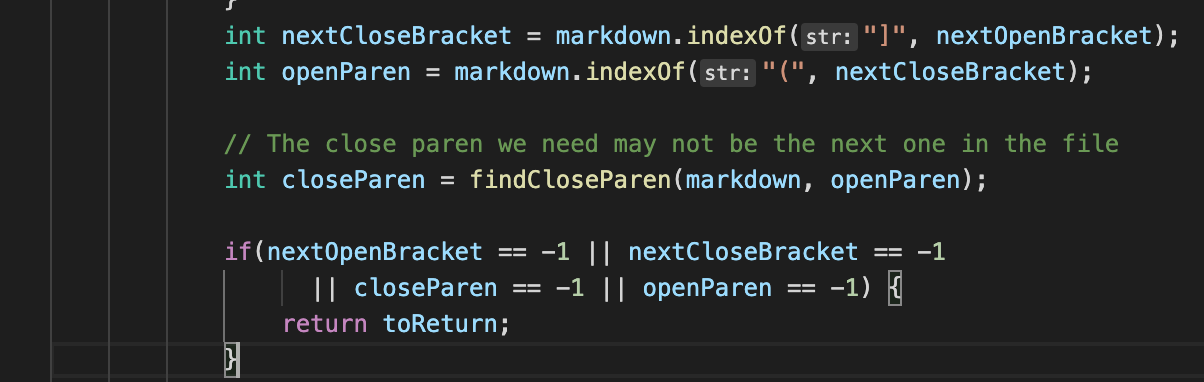 }
int nextCloseBracket = markdown.indexOf(str: "]", nextOpenBracket);
int openParen = markdown.indexOf(str: "(", nextCloseBracket);
// The close paren we need may not be the next one in the file
int closeParen = findCloseParen(markdown, openParen);
if(nextOpenBracket == -1 || nextCloseBracket == -1
|| closeParen == -1 || openParen == -1) {
return toReturn;
}